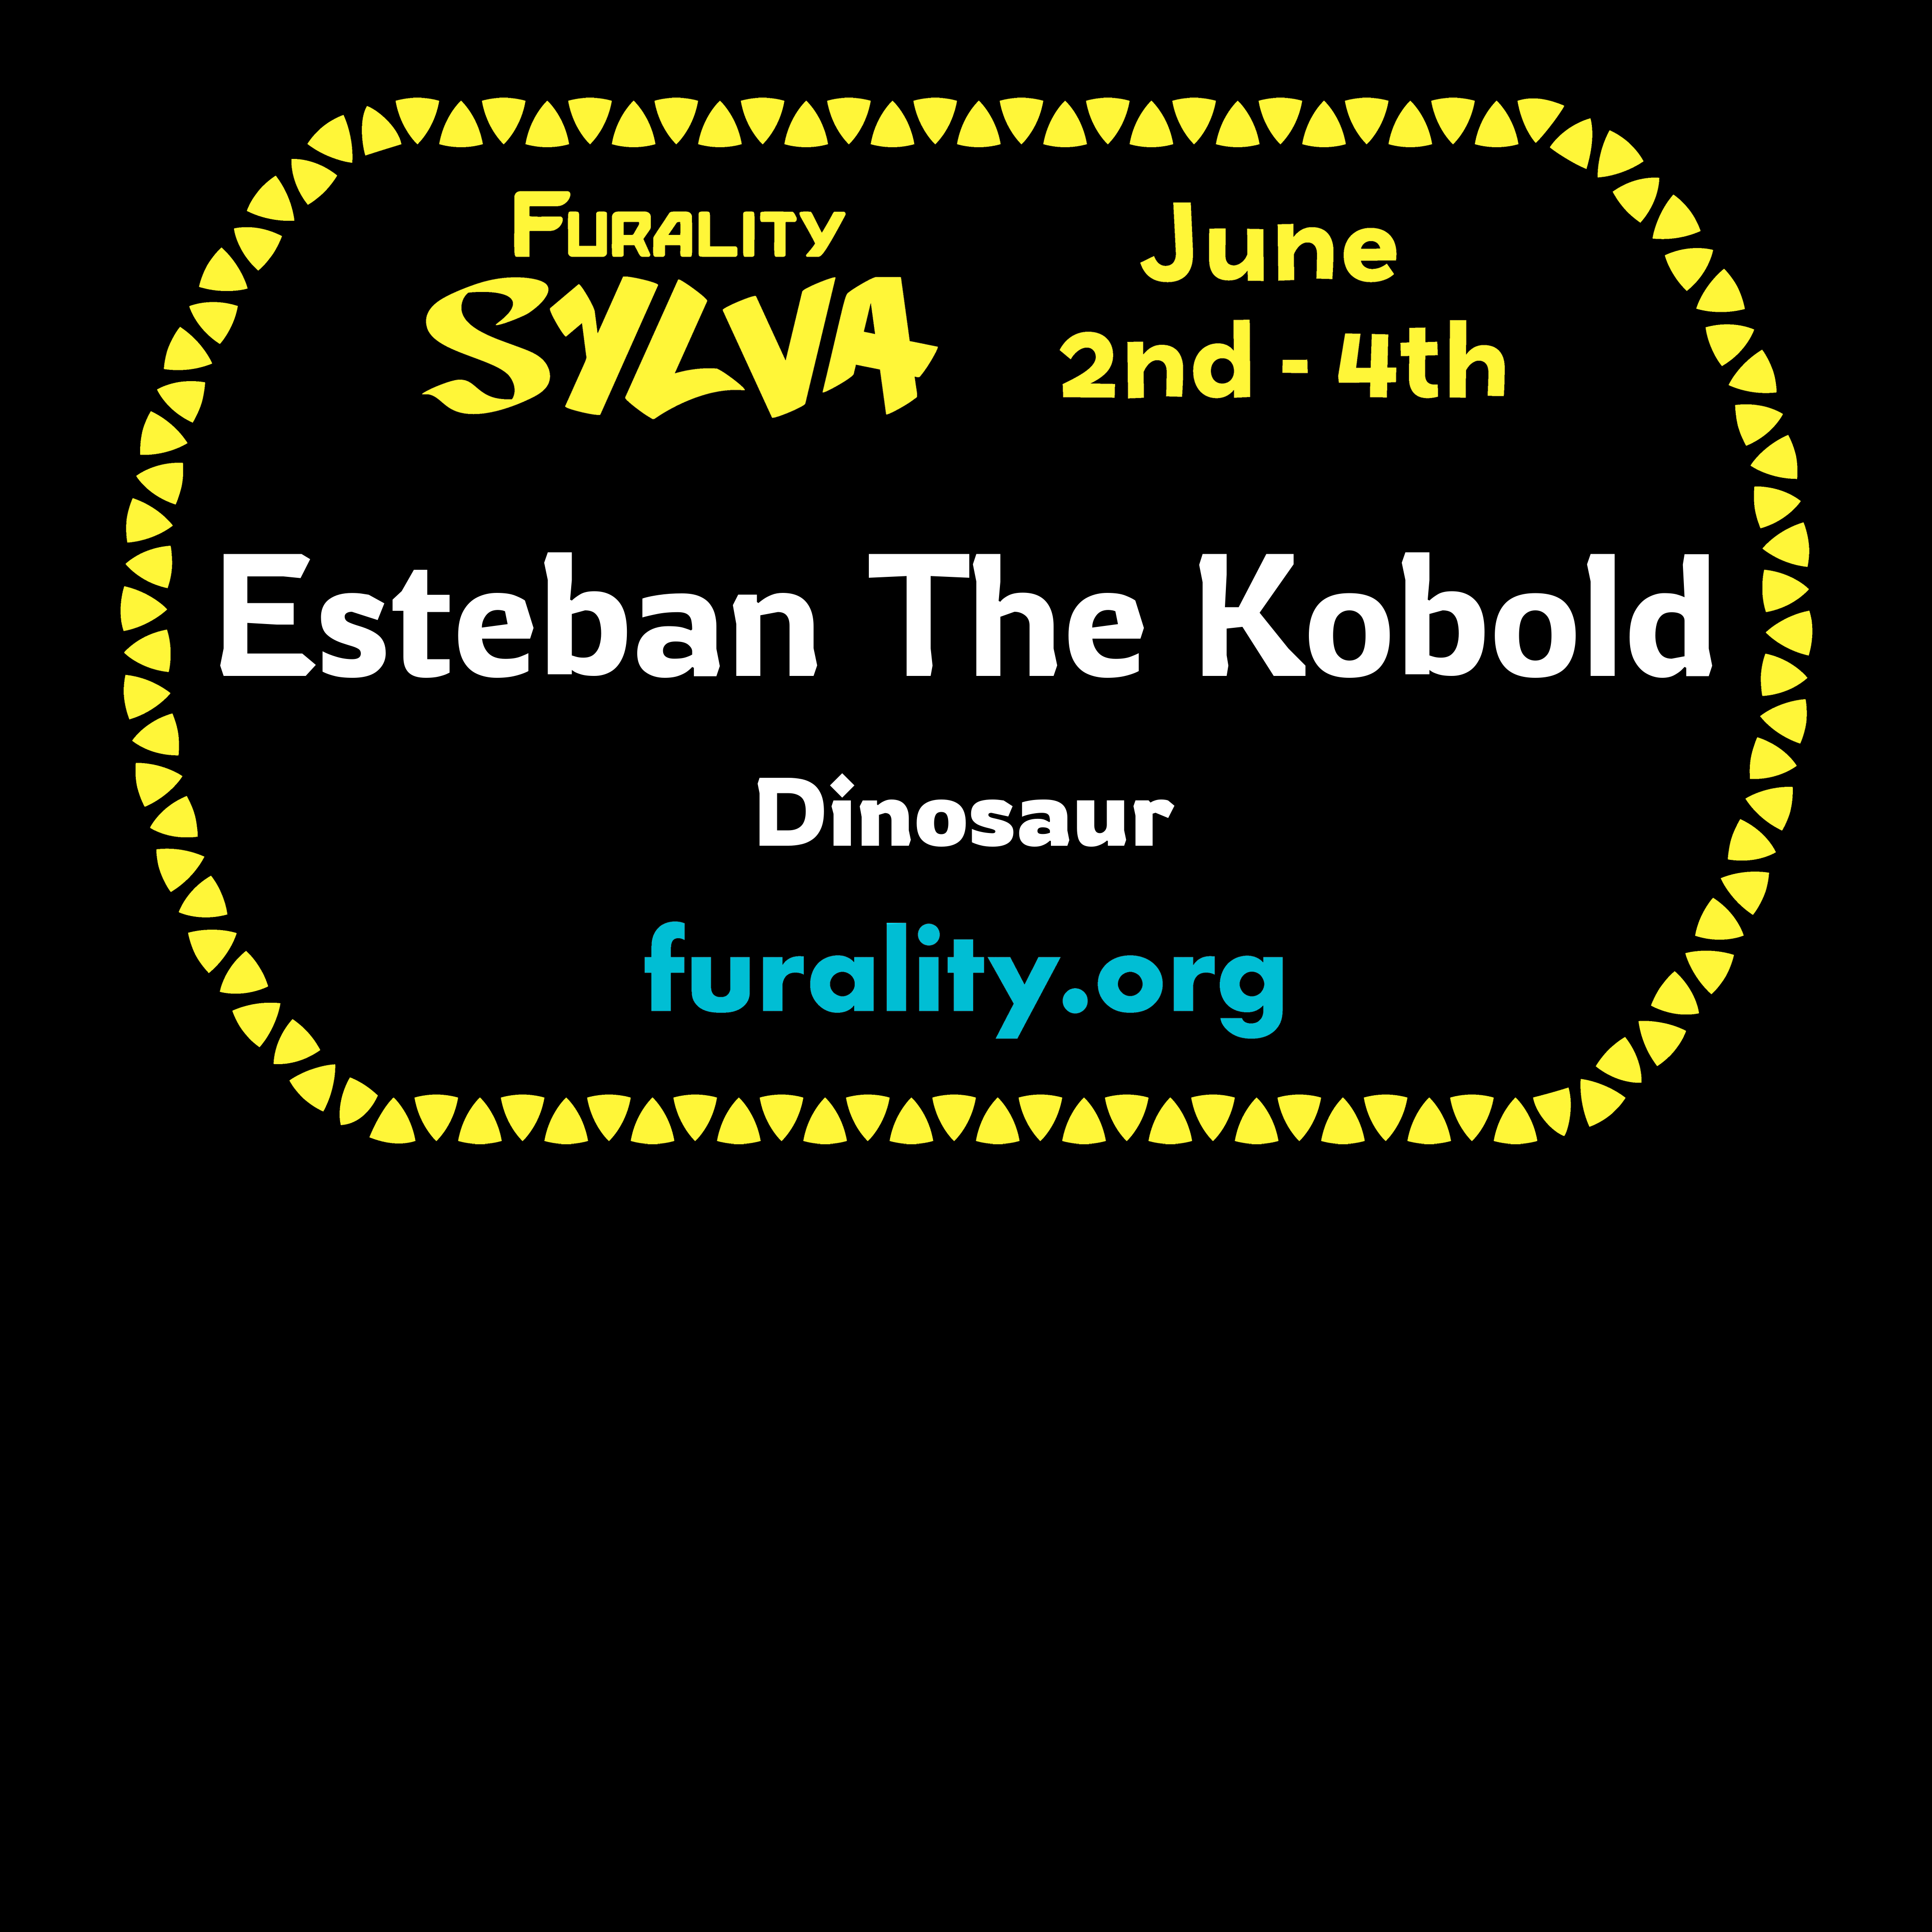 Furality
SYLVA
June
2nd - 4th
Esteban The Kobold
Dinosaur
furality.org